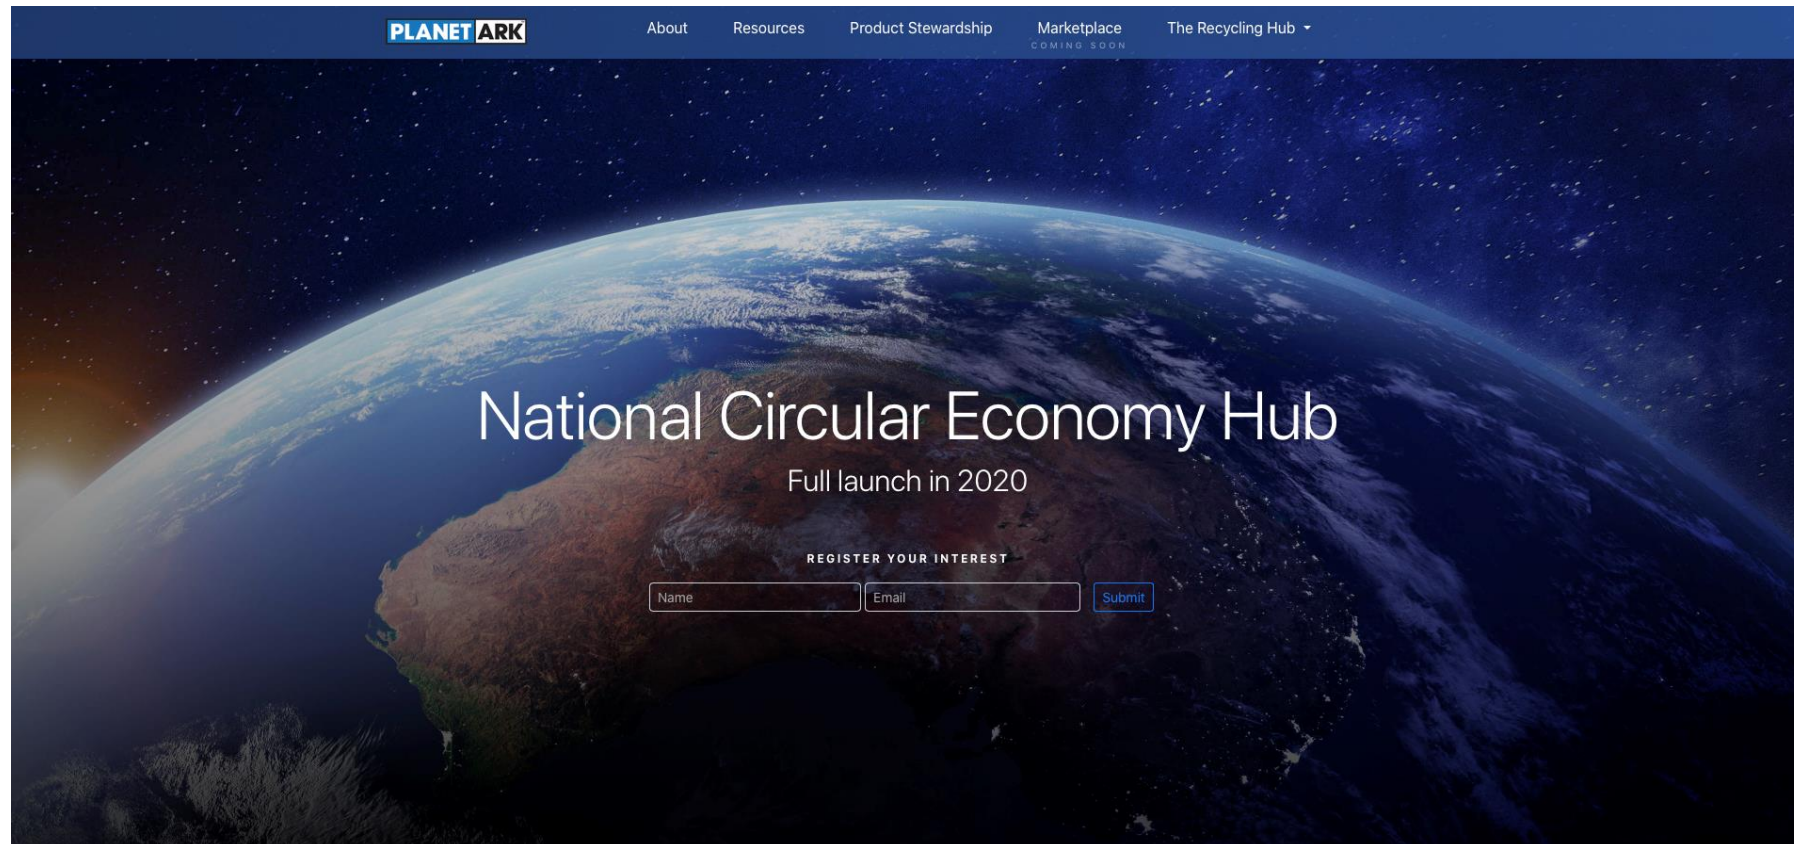 PLANET ARK
About
Resources
Product Stewardship
Marketplace
COMING SOON
The Recycling Hub
National Circular Economy Hub
Full launch in 2020
REGISTER YOUR INTEREST
Name
Email
Submit